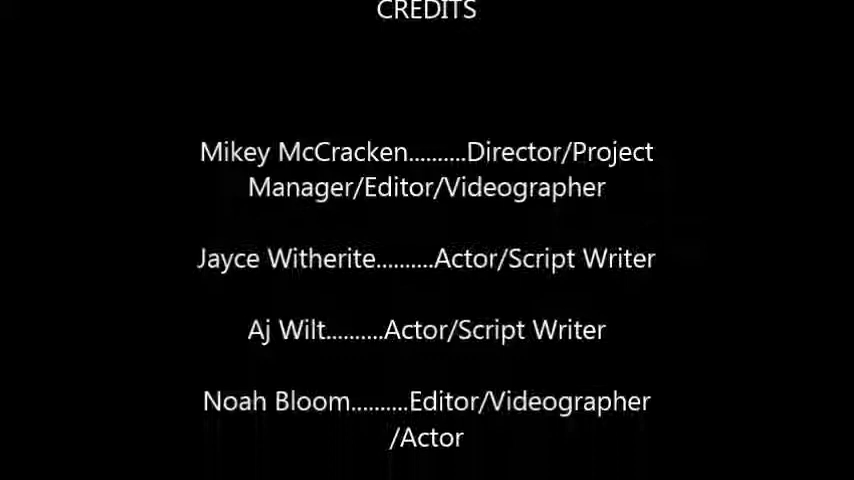 CREDITS
Mikey McCracken..........Director/Project
Manager/Editor/Videographer
Jayce Witherite..........Actor/Script Writer
Aj Wilt..........Actor/Script Writer
Noah Bloom..........Editor/Videographer
/Actor